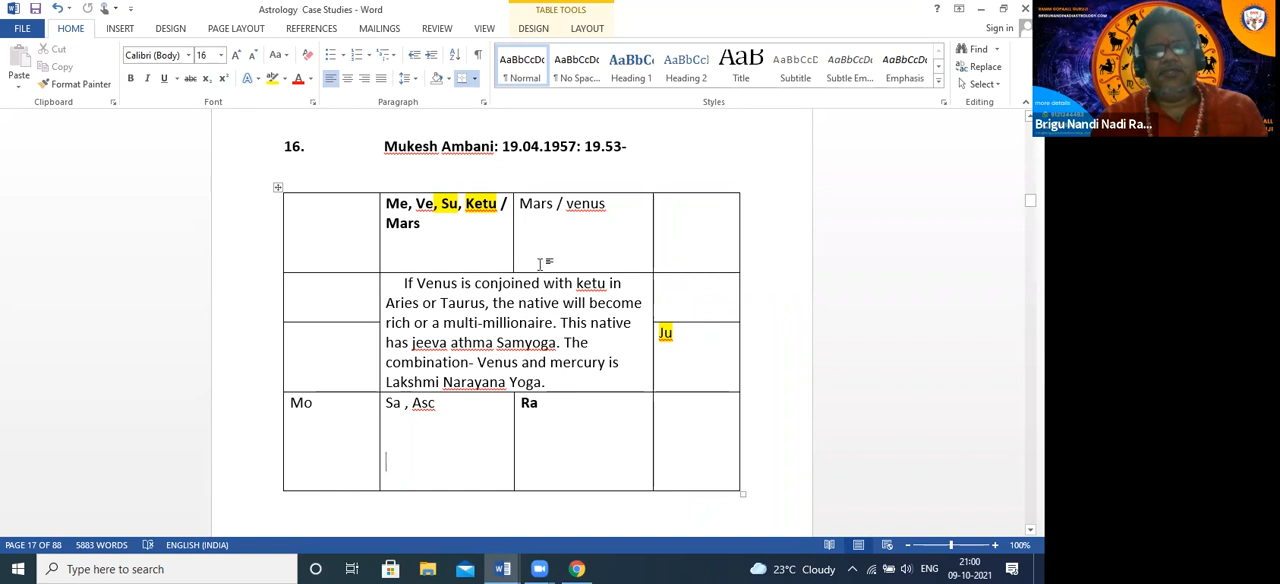 Astrology Case Studies - Word
TABLE TOOLS
Sign in
FILE
HOME
INSERT
DESIGN
PAGE LAYOUT
REFERENCES
MAILINGS
REVIEW
VIEW
DESIGN
LAYOUT
Paste
Cut
Copy
Format Painter
Calibri (Body)
16
AaBbCcDc
¶ Normal
AaBbCcDc
¶ No Spac...
AaBbC
Heading 1
AaBbCc
Heading 2
AaB
Title
AaBbCcD
Subtitle
AaBbCcDc
Subtle Em...
AaBbCcDc
Emphasis
Find
Replace
Select
Clipboard
Font
Paragraph
Styles
Editing
BRIGUNANDINADIASTROLOGY.COM
more details
Brigu Nandi Nadi Ra...
16.
Mukesh Ambani: 19.04.1957: 19.53-
Me, Ve, Su, Ketu /
Mars
Mars / venus
If Venus is conjoined with ketu in
Aries or Taurus, the native will become
rich or a multi-millionaire. This native
has jeeva athma Samyoga. The
combination- Venus and mercury is
Lakshmi Narayana Yoga.
Ju
Mo
Sa , Asc
Ra
PAGE 17 OF 88
5883 WORDS
ENGLISH (INDIA)
100%
Type here to search
23°C Cloudy
ENG
21:00
09-10-2021